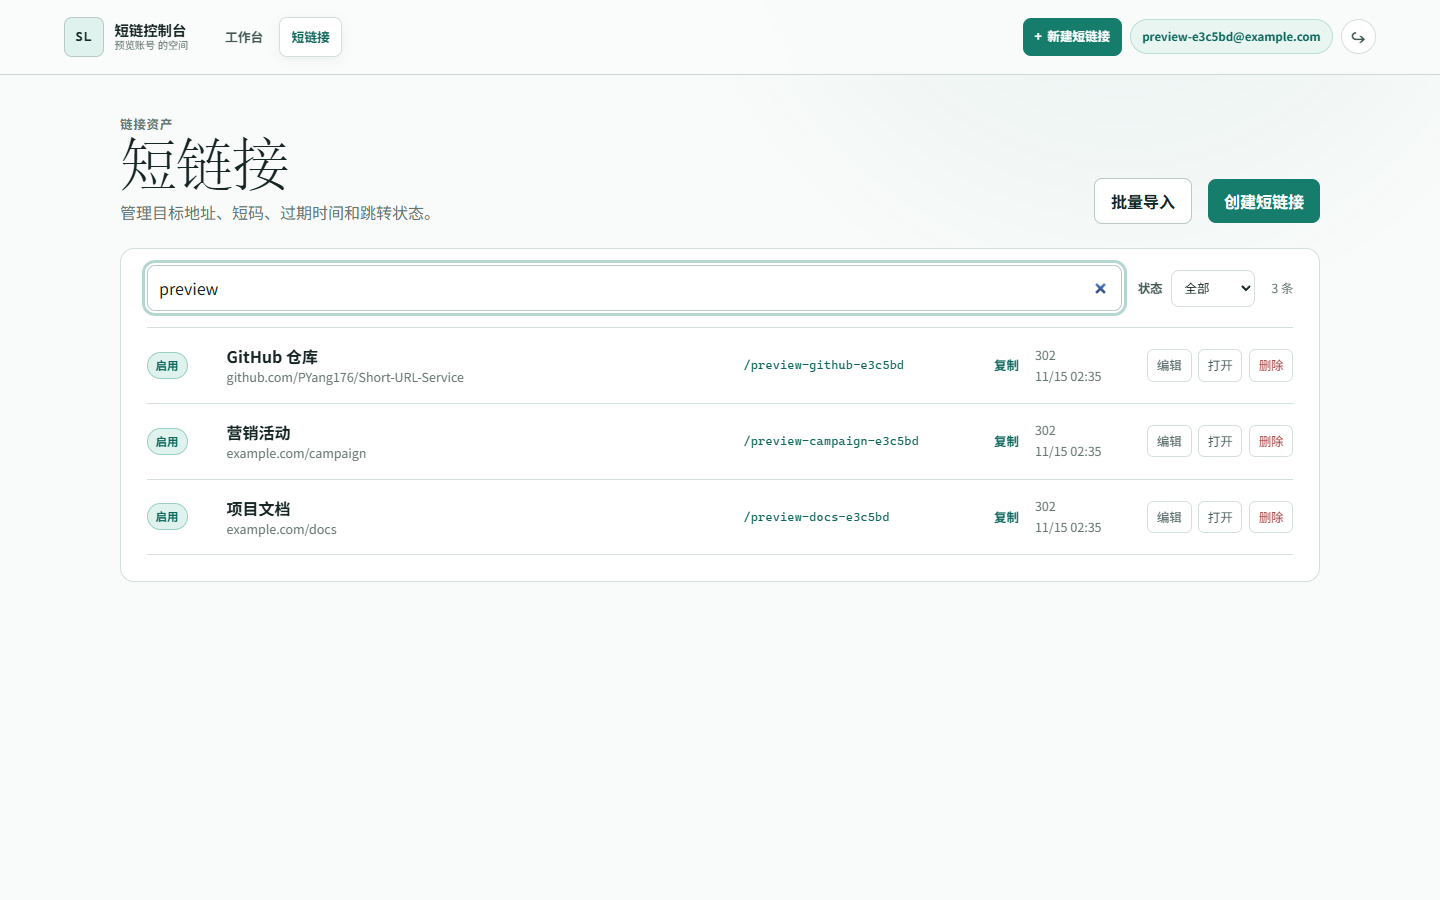 SL
短链控制台
预览账号 的空间
工作台
短链接
+ 新建短链接
preview-e3c5bd@example.com
链接资产
短链接
管理目标地址、短码、过期时间和跳转状态。
批量导入
创建短链接
preview
状态
全部
3 条
启用
GitHub 仓库
github.com/PYang176/Short-URL-Service
/preview-github-e3c5bd
复制
302
11/15 02:35
编辑
打开
删除
启用
营销活动
example.com/campaign
/preview-campaign-e3c5bd
复制
302
11/15 02:35
编辑
打开
删除
启用
项目文档
example.com/docs
/preview-docs-e3c5bd
复制
302
11/15 02:35
编辑
打开
删除